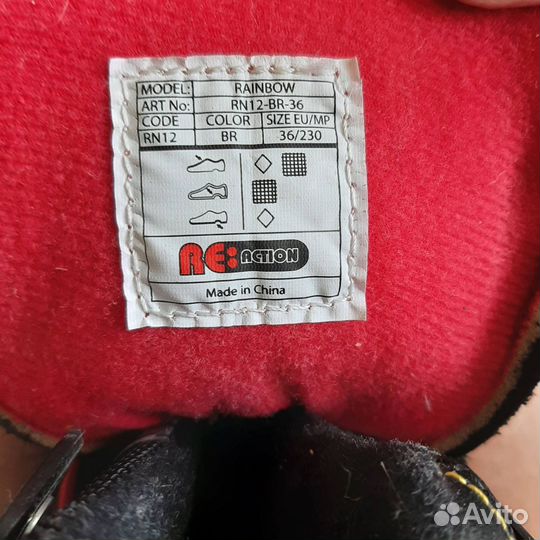 MODEL: RAINBOW
ART No: RN12-BR-36
CODE COLOR SIZE EU/MP
RN12 BR 36/230
RE:ACTION
Made in China
Avito